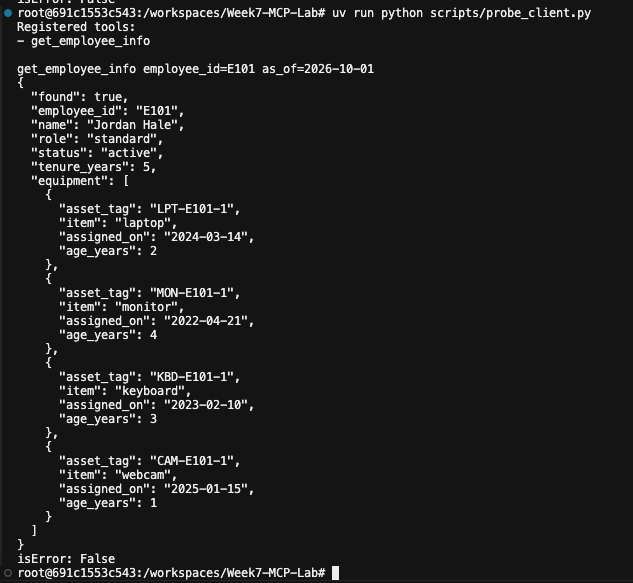 isError: False
root@691c1553c543:/workspaces/Week7-MCP-Lab# uv run python scripts/probe_client.py
Registered tools:
- get_employee_info

get_employee_info employee_id=E101 as_of=2026-10-01
{
  "found": true,
  "employee_id": "E101",
  "name": "Jordan Hale",
  "role": "standard",
  "status": "active",
  "tenure_years": 5,
  "equipment": [
    {
      "asset_tag": "LPT-E101-1",
      "item": "laptop",
      "assigned_on": "2024-03-14",
      "age_years": 2
    },
    {
      "asset_tag": "MON-E101-1",
      "item": "monitor",
      "assigned_on": "2022-04-21",
      "age_years": 4
    },
    {
      "asset_tag": "KBD-E101-1",
      "item": "keyboard",
      "assigned_on": "2023-02-10",
      "age_years": 3
    },
    {
      "asset_tag": "CAM-E101-1",
      "item": "webcam",
      "assigned_on": "2025-01-15",
      "age_years": 1
    }
  ]
}
isError: False
root@691c1553c543:/workspaces/Week7-MCP-Lab#